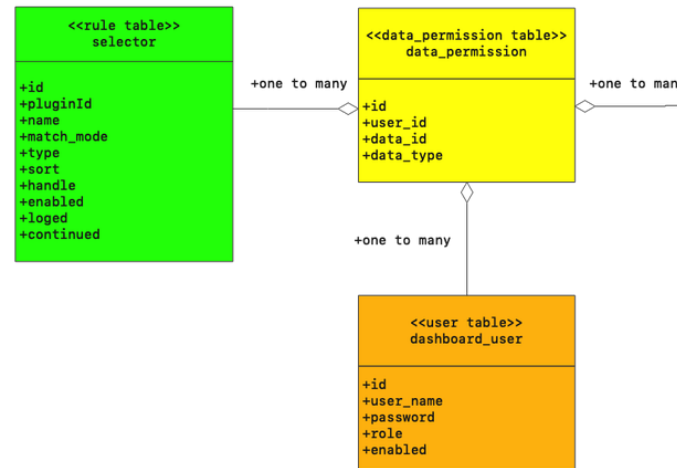 <<rule table>>
selector
+id
+pluginId
+name
+match_mode
+type
+sort
+handle
+enabled
+loged
+continued
+one to many
<<data_permission table>>
data_permission
+id
+user_id
+data_id
+data_type
+one to man
+one to many
<<user table>>
dashboard_user
+id
+user_name
+password
+role
+enabled